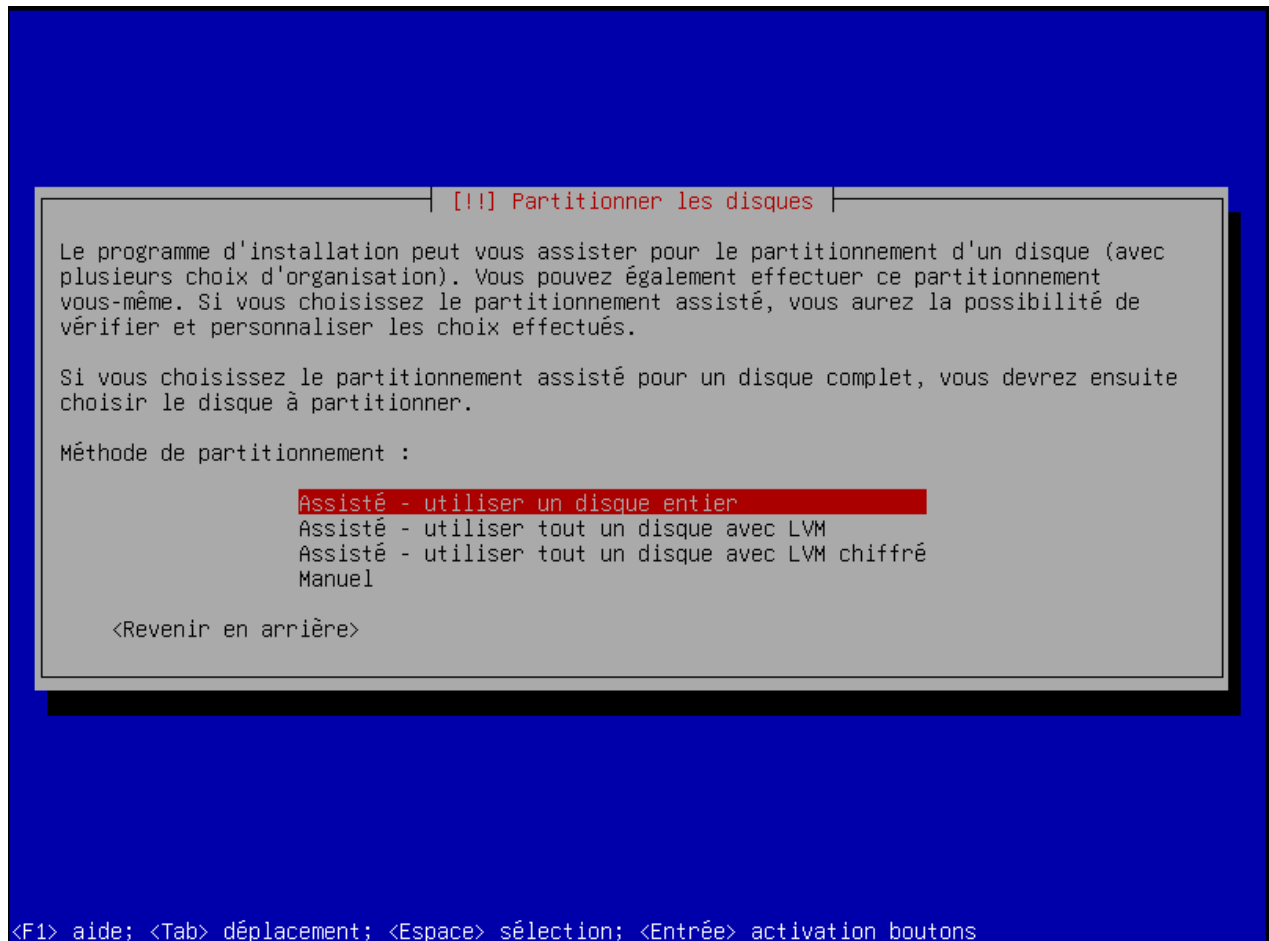 [!!] Partitionner les disques
Le programme d'installation peut vous assister pour le partitionnement d'un disque (avec
plusieurs choix d'organisation). Vous pouvez également effectuer ce partitionnement
vous-même. Si vous choisissez le partitionnement assisté, vous aurez la possibilité de
vérifier et personnaliser les choix effectués.
Si vous choisissez le partitionnement assisté pour un disque complet, vous devrez ensuite
choisir le disque à partitionner.
Méthode de partitionnement :
Assisté - utiliser un disque entier
Assisté - utiliser tout un disque avec LVM
Assisté - utiliser tout un disque avec LVM chiffré
Manuel
<Revenir en arrière>
<F1> aide; <Tab> déplacement; <Espace> sélection; <Entrée> activation boutons